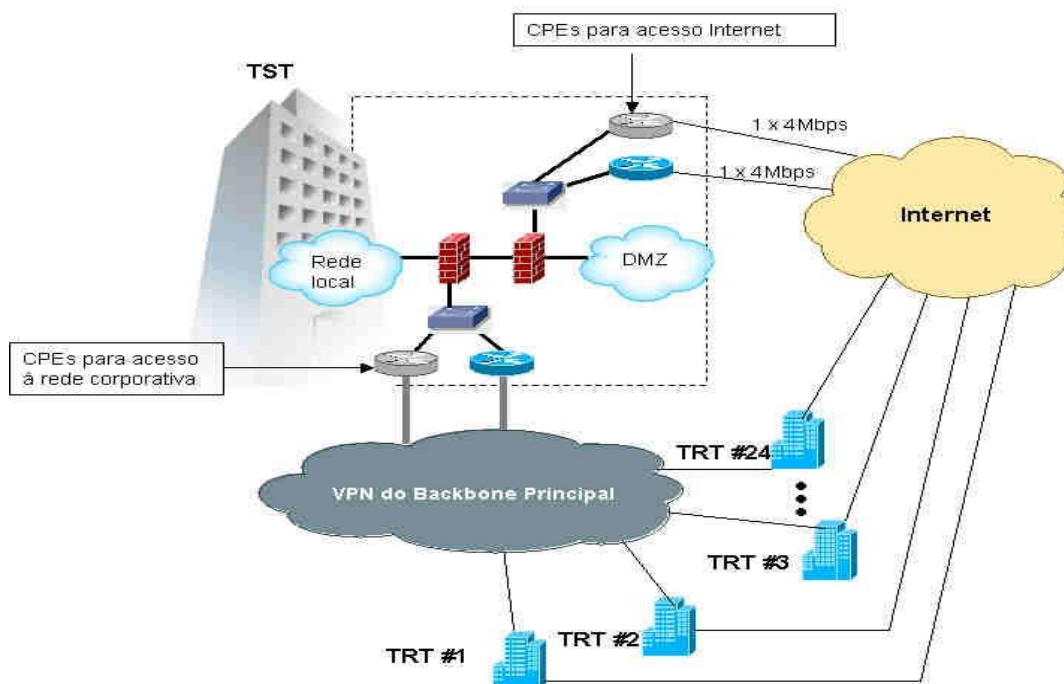 CPEs para acesso Internet
TST
1 x 4Mbps
1 x 4Mbps
Internet
Rede
local
DMZ
CPEs para acesso
à rede corporativa
TRT #24
VPN do Backbone Principal
TRT #3
TRT #2
TRT #1